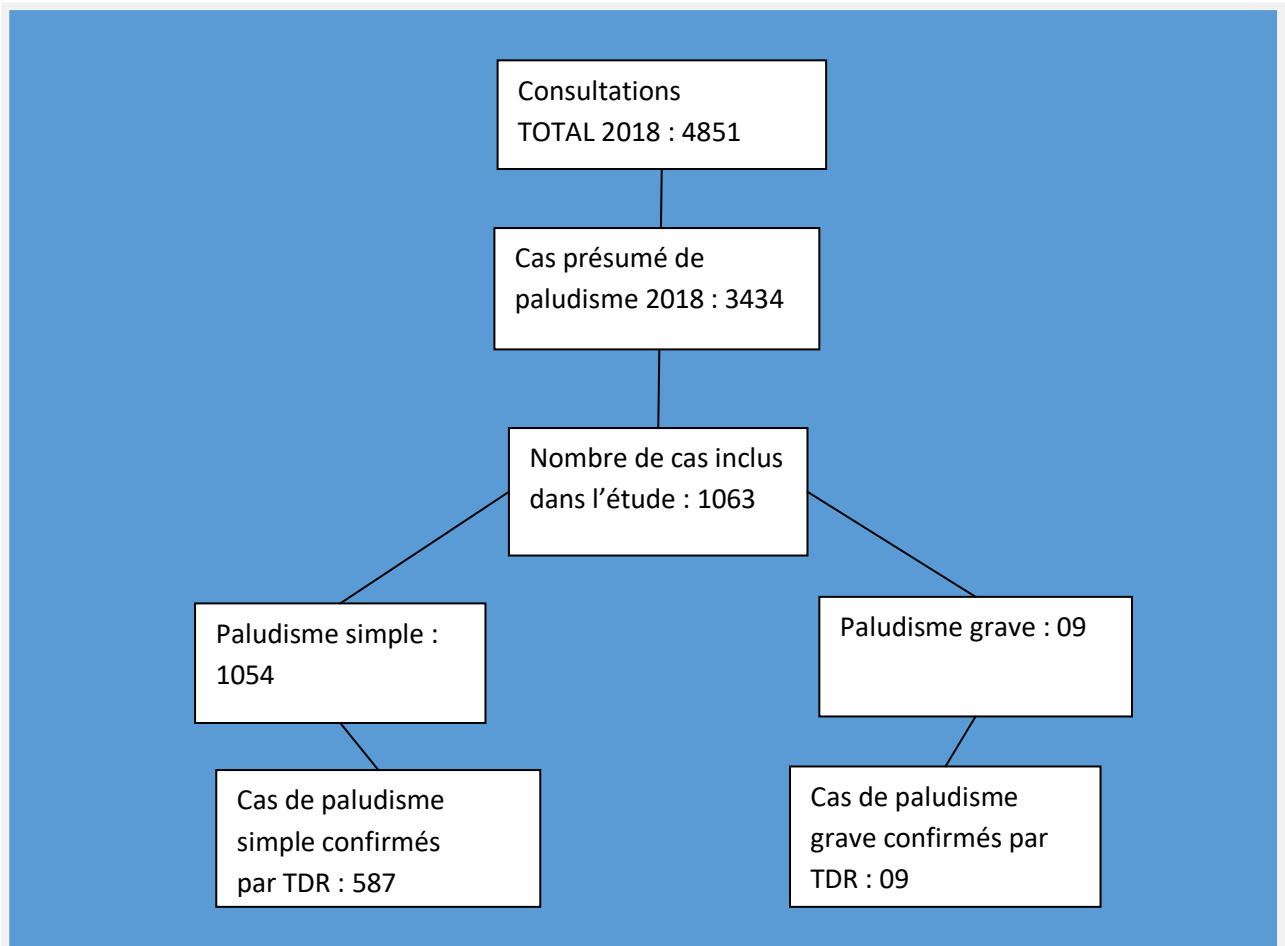 Consultations
TOTAL 2018 : 4851
Cas présumé de
paludisme 2018 : 3434
Nombre de cas inclus
dans l’étude : 1063
Paludisme simple :
1054
Paludisme grave : 09
Cas de paludisme
simple confirmés
par TDR : 587
Cas de paludisme
grave confirmés par
TDR : 09